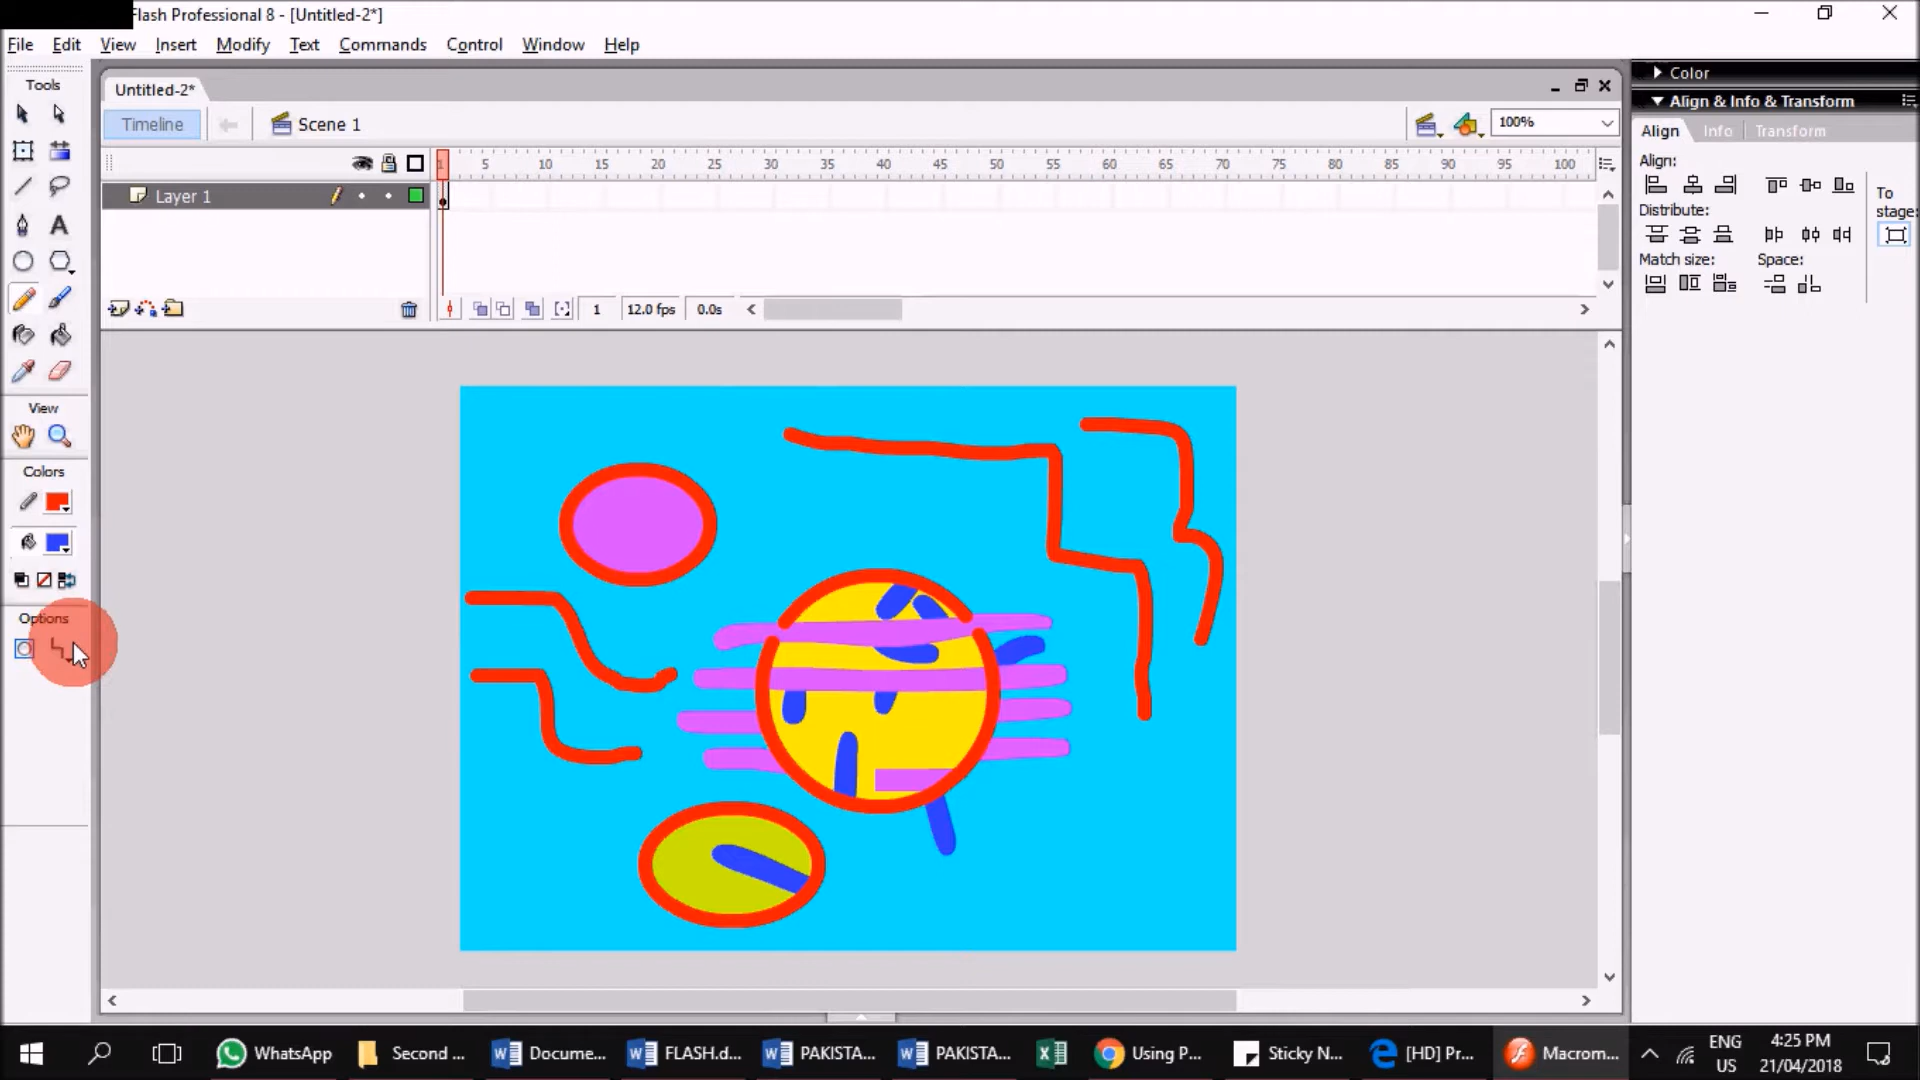 Flash Professional 8 - [Untitled-2*]
File Edit View Insert Modify Text Commands Control Window Help
Tools
Untitled-2*
Color
Align & Info & Transform
Timeline
Scene 1
100%
Align Info Transform
Align:
To stage:
Distribute:
Match size: Space:
1 5 10 15 20 25 30 35 40 45 50 55 60 65 70 75 80 85 90 95 100
Layer 1
1 12.0 fps 0.0s
View
Colors
Options
WhatsApp
Second ...
Docume...
FLASH.d...
PAKISTA...
PAKISTA...
Using P...
Sticky N...
[HD] Pr...
Macrom...
ENG
US
4:25 PM
21/04/2018